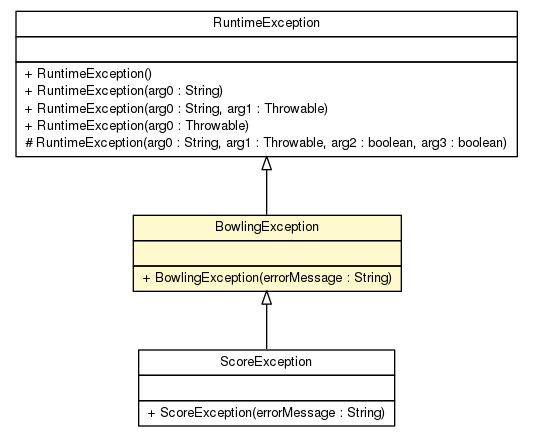 RuntimeException
+ RuntimeException()
+ RuntimeException(arg0 : String)
+ RuntimeException(arg0 : String, arg1 : Throwable)
+ RuntimeException(arg0 : Throwable)
# RuntimeException(arg0 : String, arg1 : Throwable, arg2 : boolean, arg3 : boolean)
BowlingException
+ BowlingException(errorMessage : String)
ScoreException
+ ScoreException(errorMessage : String)